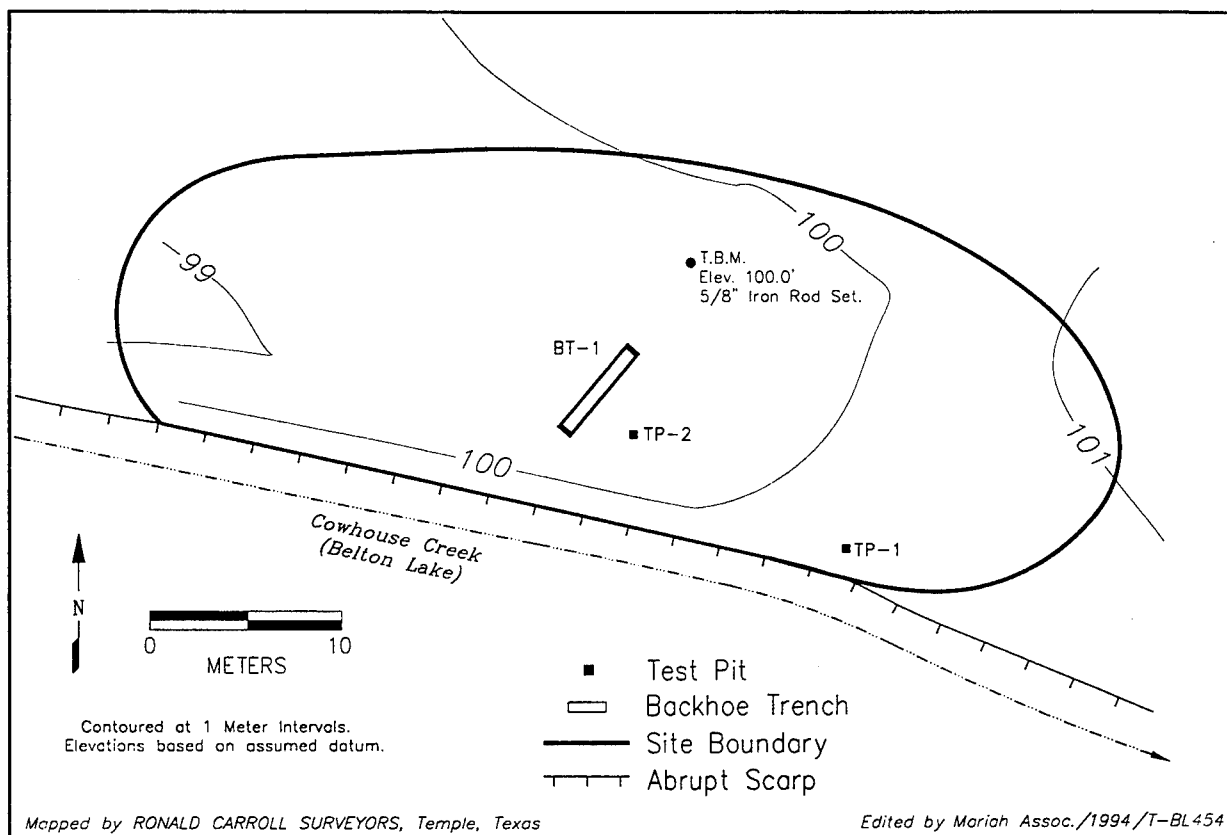 100
99
T.B.M.
Elev. 100.0'
5/8" Iron Rod Set.
BT-1
TP-2
100
101
TP-1
Cowhouse Creek
(Belton Lake)
N
0 10
METERS
Contoured at 1 Meter Intervals.
Elevations based on assumed datum.
Test Pit
Backhoe Trench
Site Boundary
Abrupt Scarp
Mapped by RONALD CARROLL SURVEYORS, Temple, Texas
Edited by Mariah Assoc./1994/T-BL454